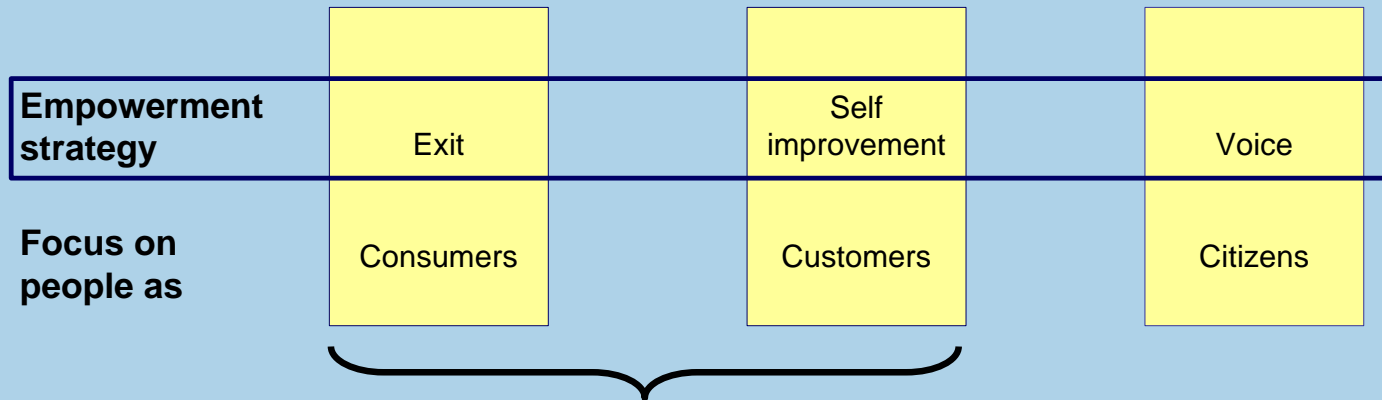 Empowerment
strategy
Exit
Self
improvement
Voice
Focus on
people as
Consumers
Customers
Citizens